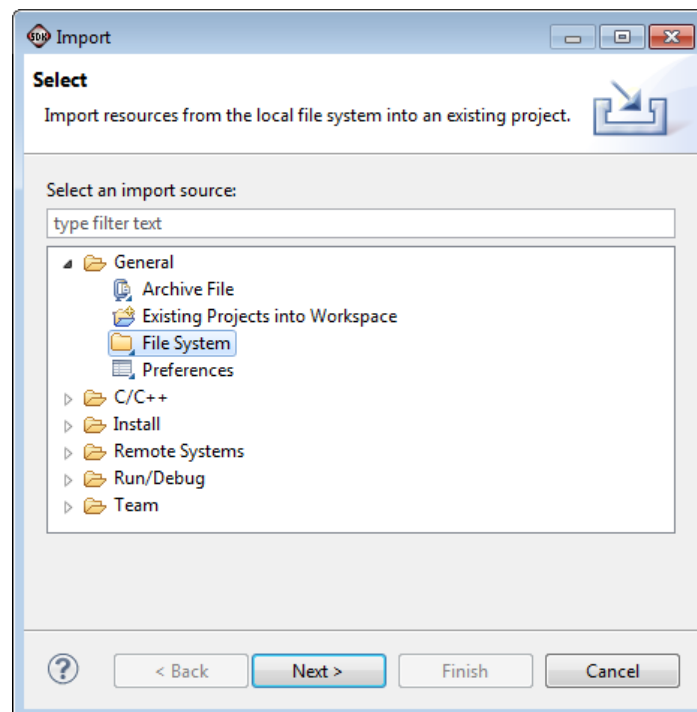 SDK Import
Select
Import resources from the local file system into an existing project.
Select an import source:
type filter text
General
Archive File
Existing Projects into Workspace
File System
Preferences
C/C++
Install
Remote Systems
Run/Debug
Team
? < Back Next > Finish Cancel